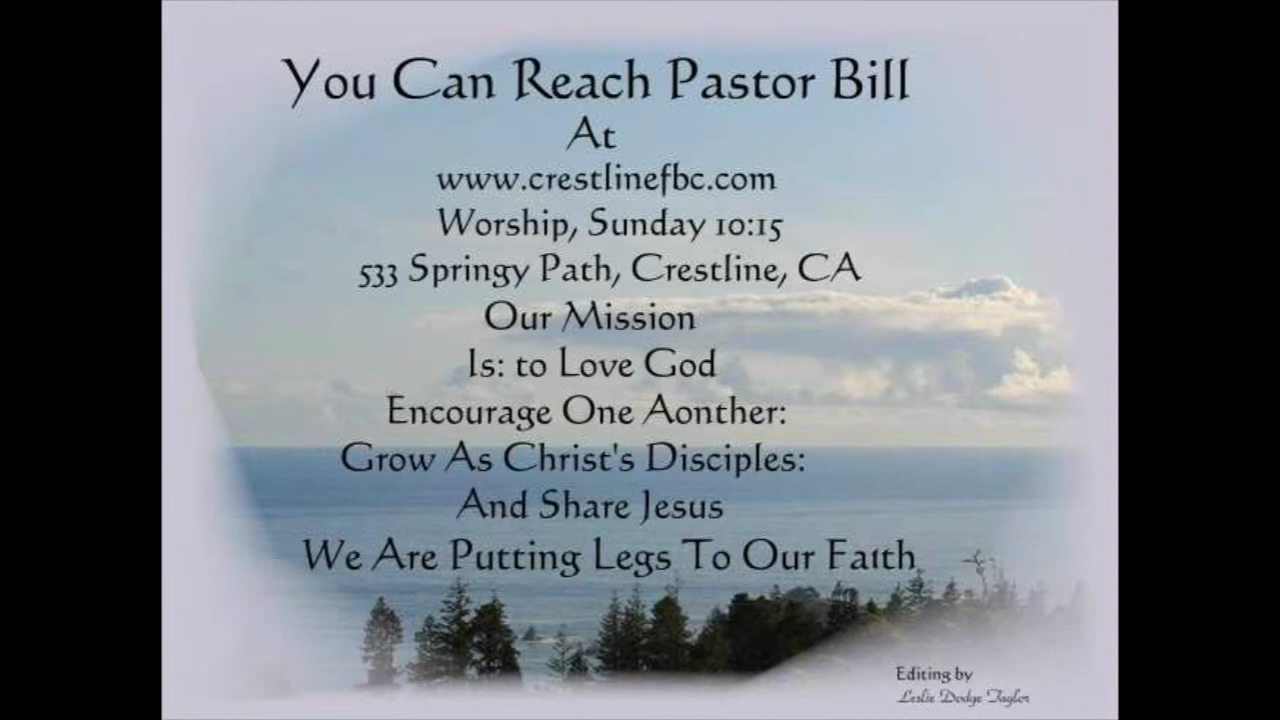 You Can Reach Pastor Bill
At
www.crestlinefbc.com
Worship, Sunday 10:15
533 Springy Path, Crestline, CA
Our Mission
Is: to Love God
Encourage One Aonther:
Grow As Christ's Disciples:
And Share Jesus
We Are Putting Legs To Our Faith
Editing by
Leslie Dodge Taylor